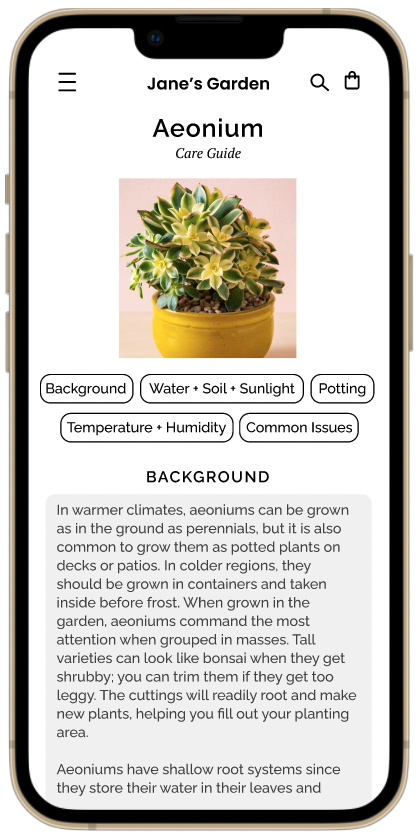 Jane's Garden
Aeonium
Care Guide
Background
Water + Soil + Sunlight
Potting
Temperature + Humidity
Common Issues
BACKGROUND
In warmer climates, aeoniums can be grown
as in the ground as perennials, but it is also
common to grow them as potted plants on
decks or patios. In colder regions, they
should be grown in containers and taken
inside before frost. When grown in the
garden, aeoniums command the most
attention when grouped in masses. Tall
varieties can look like bonsai when they get
shrubby; you can trim them if they get too
leggy. The cuttings will readily root and make
new plants, helping you fill out your planting
area.
Aeoniums have shallow root systems since
they store their water in their leaves and